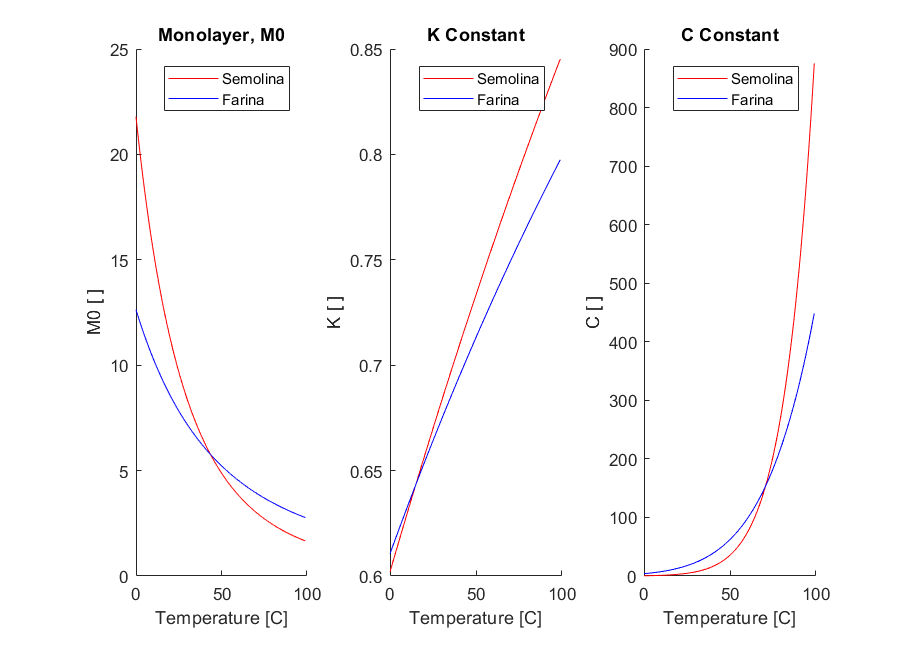 Monolayer, M0
25
20
15
10
5
0
0
50
100
M0 [ ]
Temperature [C]
Semolina
Farina
K Constant
0.85
0.8
0.75
0.7
0.65
0.6
0
50
100
K [ ]
Temperature [C]
Semolina
Farina
C Constant
900
800
700
600
500
400
300
200
100
0
0
50
100
C [ ]
Temperature [C]
Semolina
Farina